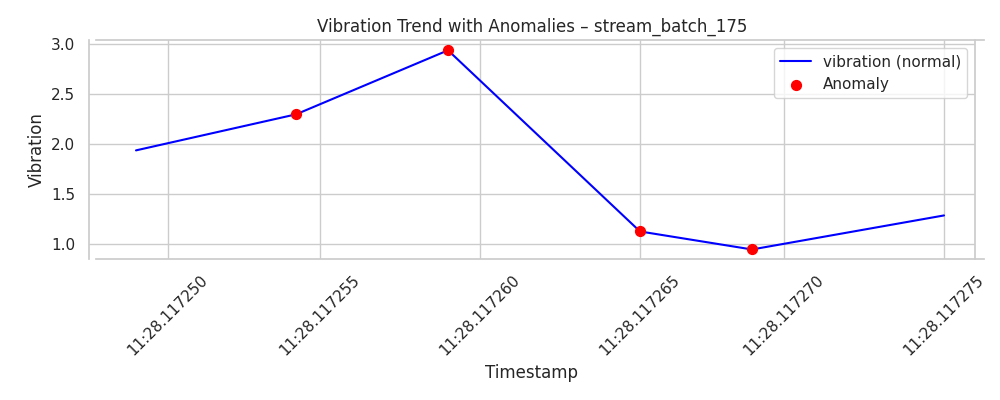 Vibration Trend with Anomalies – stream_batch_175
vibration (normal)
Anomaly
Vibration
3.0
2.5
2.0
1.5
1.0
11:28.117250
11:28.117255
11:28.117260
11:28.117265
11:28.117270
11:28.117275
Timestamp